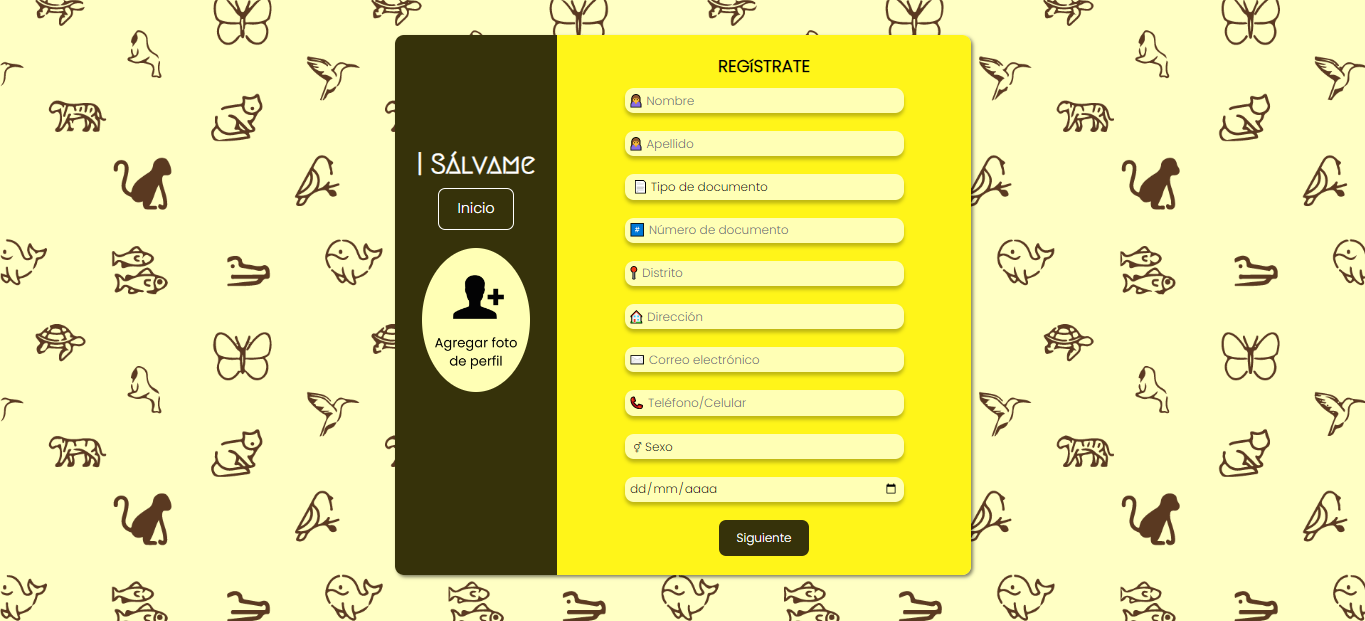 | SÁLVAME
Inicio
Agregar foto
de perfil
REGíSTRATE
Nombre
Apellido
Tipo de documento
# Número de documento
Distrito
Dirección
Correo electrónico
Teléfono/Celular
Sexo
dd/mm/aaaa
Siguiente